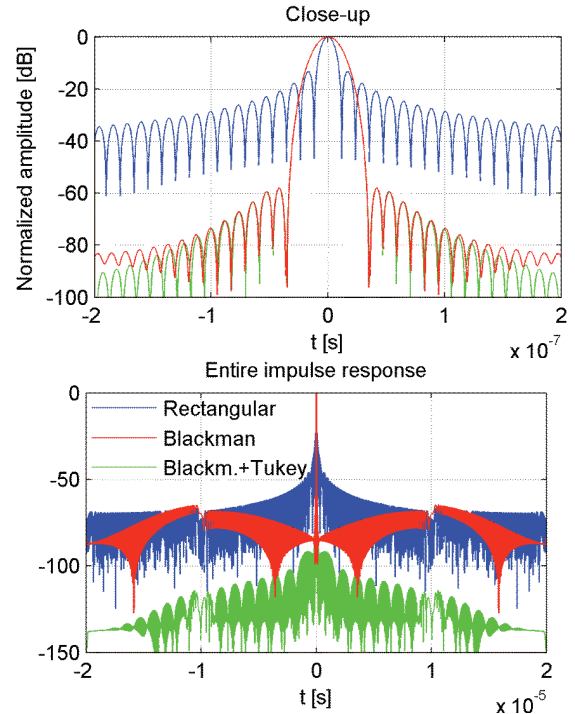 Close-up
Normalized amplitude [dB]
0
-20
-40
-60
-80
-100
-2 -1 0 1 2
t [s]
x 10-7
Entire impulse response
0
-50
-100
-150
Rectangular
Blackman
Blackm.+Tukey
-2 -1 0 1 2
t [s]
x 10-5